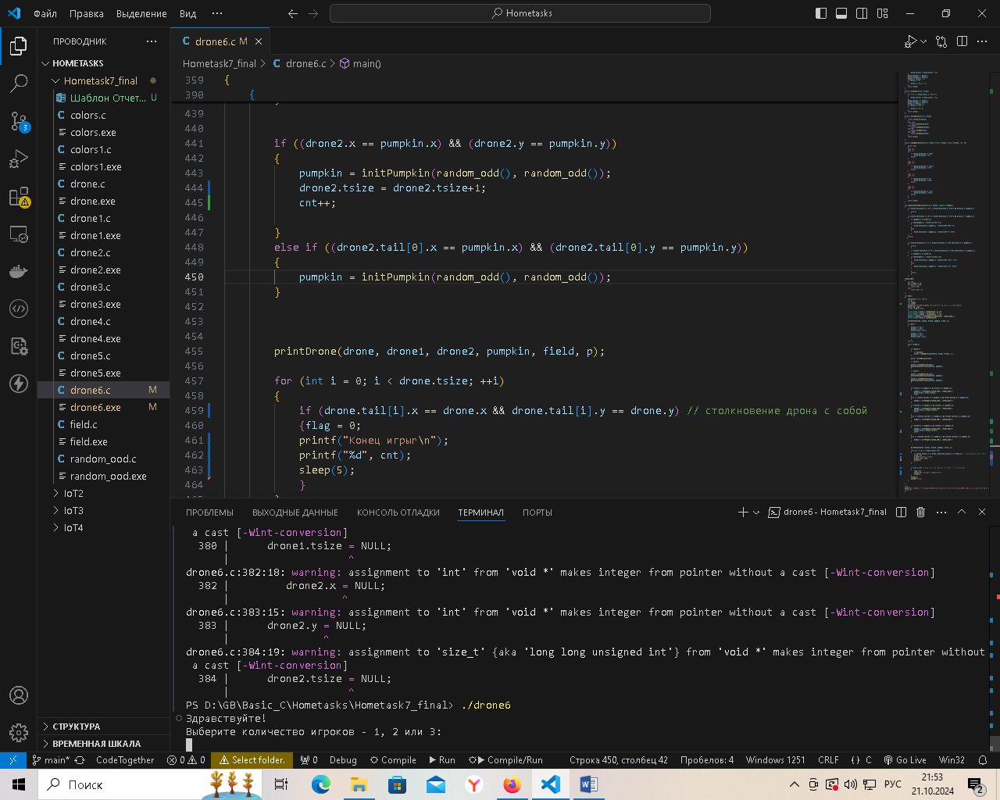 Файл Правка Выделение Вид ··· Hometasks
ПРОВОДНИК ···
drone6.c M
HOMETASKS
Hometask7_final > drone6.c > main()
Hometask7_final
Шаблон Отчет... U
colors.c
colors.exe
colors1.c
colors1.exe
drone.c
drone.exe
drone1.c
drone1.exe
drone2.c
drone2.exe
drone3.c
drone3.exe
drone4.c
drone4.exe
drone5.c
drone5.exe
drone6.c M
drone6.exe M
field.c
field.exe
random_ood.c
random_ood.exe
IoT2
IoT3
IoT4
СТРУКТУРА
ВРЕМЕННАЯ ШКАЛА
3
359 {
390 {
439
440
441 if ((drone2.x == pumpkin.x) && (drone2.y == pumpkin.y))
442 {
443 pumpkin = initPumpkin(random_odd(), random_odd());
444 drone2.tsize = drone2.tsize+1;
445 cnt++;
446
447 }
448 else if ((drone2.tail[0].x == pumpkin.x) && (drone2.tail[0].y == pumpkin.y))
449 {
450 pumpkin = initPumpkin(random_odd(), random_odd());
451 }
452
453
454
455 printDrone(drone, drone1, drone2, pumpkin, field, p);
456
457 for (int i = 0; i < drone.tsize; ++i)
458 {
459 if (drone.tail[i].x == drone.x && drone.tail[i].y == drone.y) // столкновение дрона с собой
460 {flag = 0;
461 printf("Конец игры\n");
462 printf("%d", cnt);
463 sleep(5);
464 }
ПРОБЛЕМЫ ВЫХОДНЫЕ ДАННЫЕ КОНСОЛЬ ОТЛАДКИ ТЕРМИНАЛ ПОРТЫ drone6 - Hometask7_final
a cast [-Wint-conversion]
380 | drone1.tsize = NULL;
| ^
drone6.c:382:18: warning: assignment to 'int' from 'void *' makes integer from pointer without a cast [-Wint-conversion]
382 | drone2.x = NULL;
| ^
drone6.c:383:15: warning: assignment to 'int' from 'void *' makes integer from pointer without a cast [-Wint-conversion]
383 | drone2.y = NULL;
| ^
drone6.c:384:19: warning: assignment to 'size_t' {aka 'long long unsigned int'} from 'void *' makes integer from pointer without
a cast [-Wint-conversion]
384 | drone2.tsize = NULL;
| ^
PS D:\GB\Basic_C\Hometasks\Hometask7_final> ./drone6
Здравствуйте!
Выберите количество игроков - 1, 2 или 3:
main* CodeTogether 0 0 Select folder. 0 Debug Compile Run Compile/Run Строка 450, столбец 42 Пробелов: 4 Windows 1251 CRLF {} C Go Live Win32
Поиск
РУС
21:53
21.10.2024
2